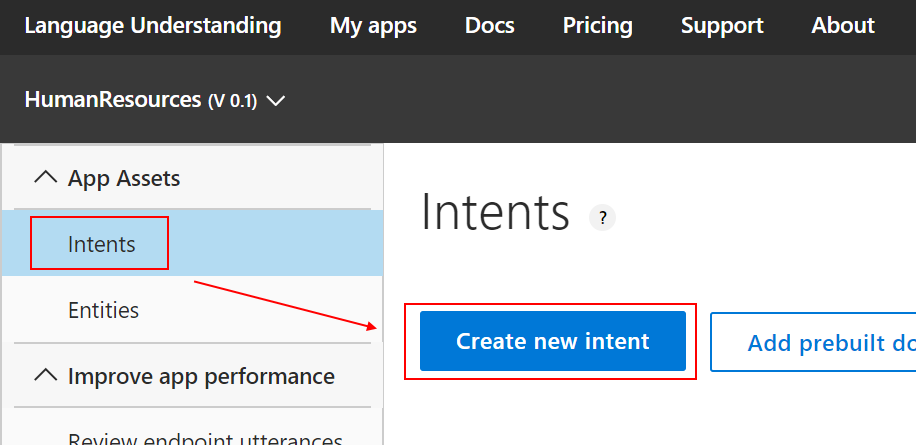 Language Understanding My apps Docs Pricing Support About
HumanResources (V 0.1)
App Assets
Intents
Entities
Improve app performance
Review endpoint utterances
Intents ?
Create new intent
Add prebuilt do